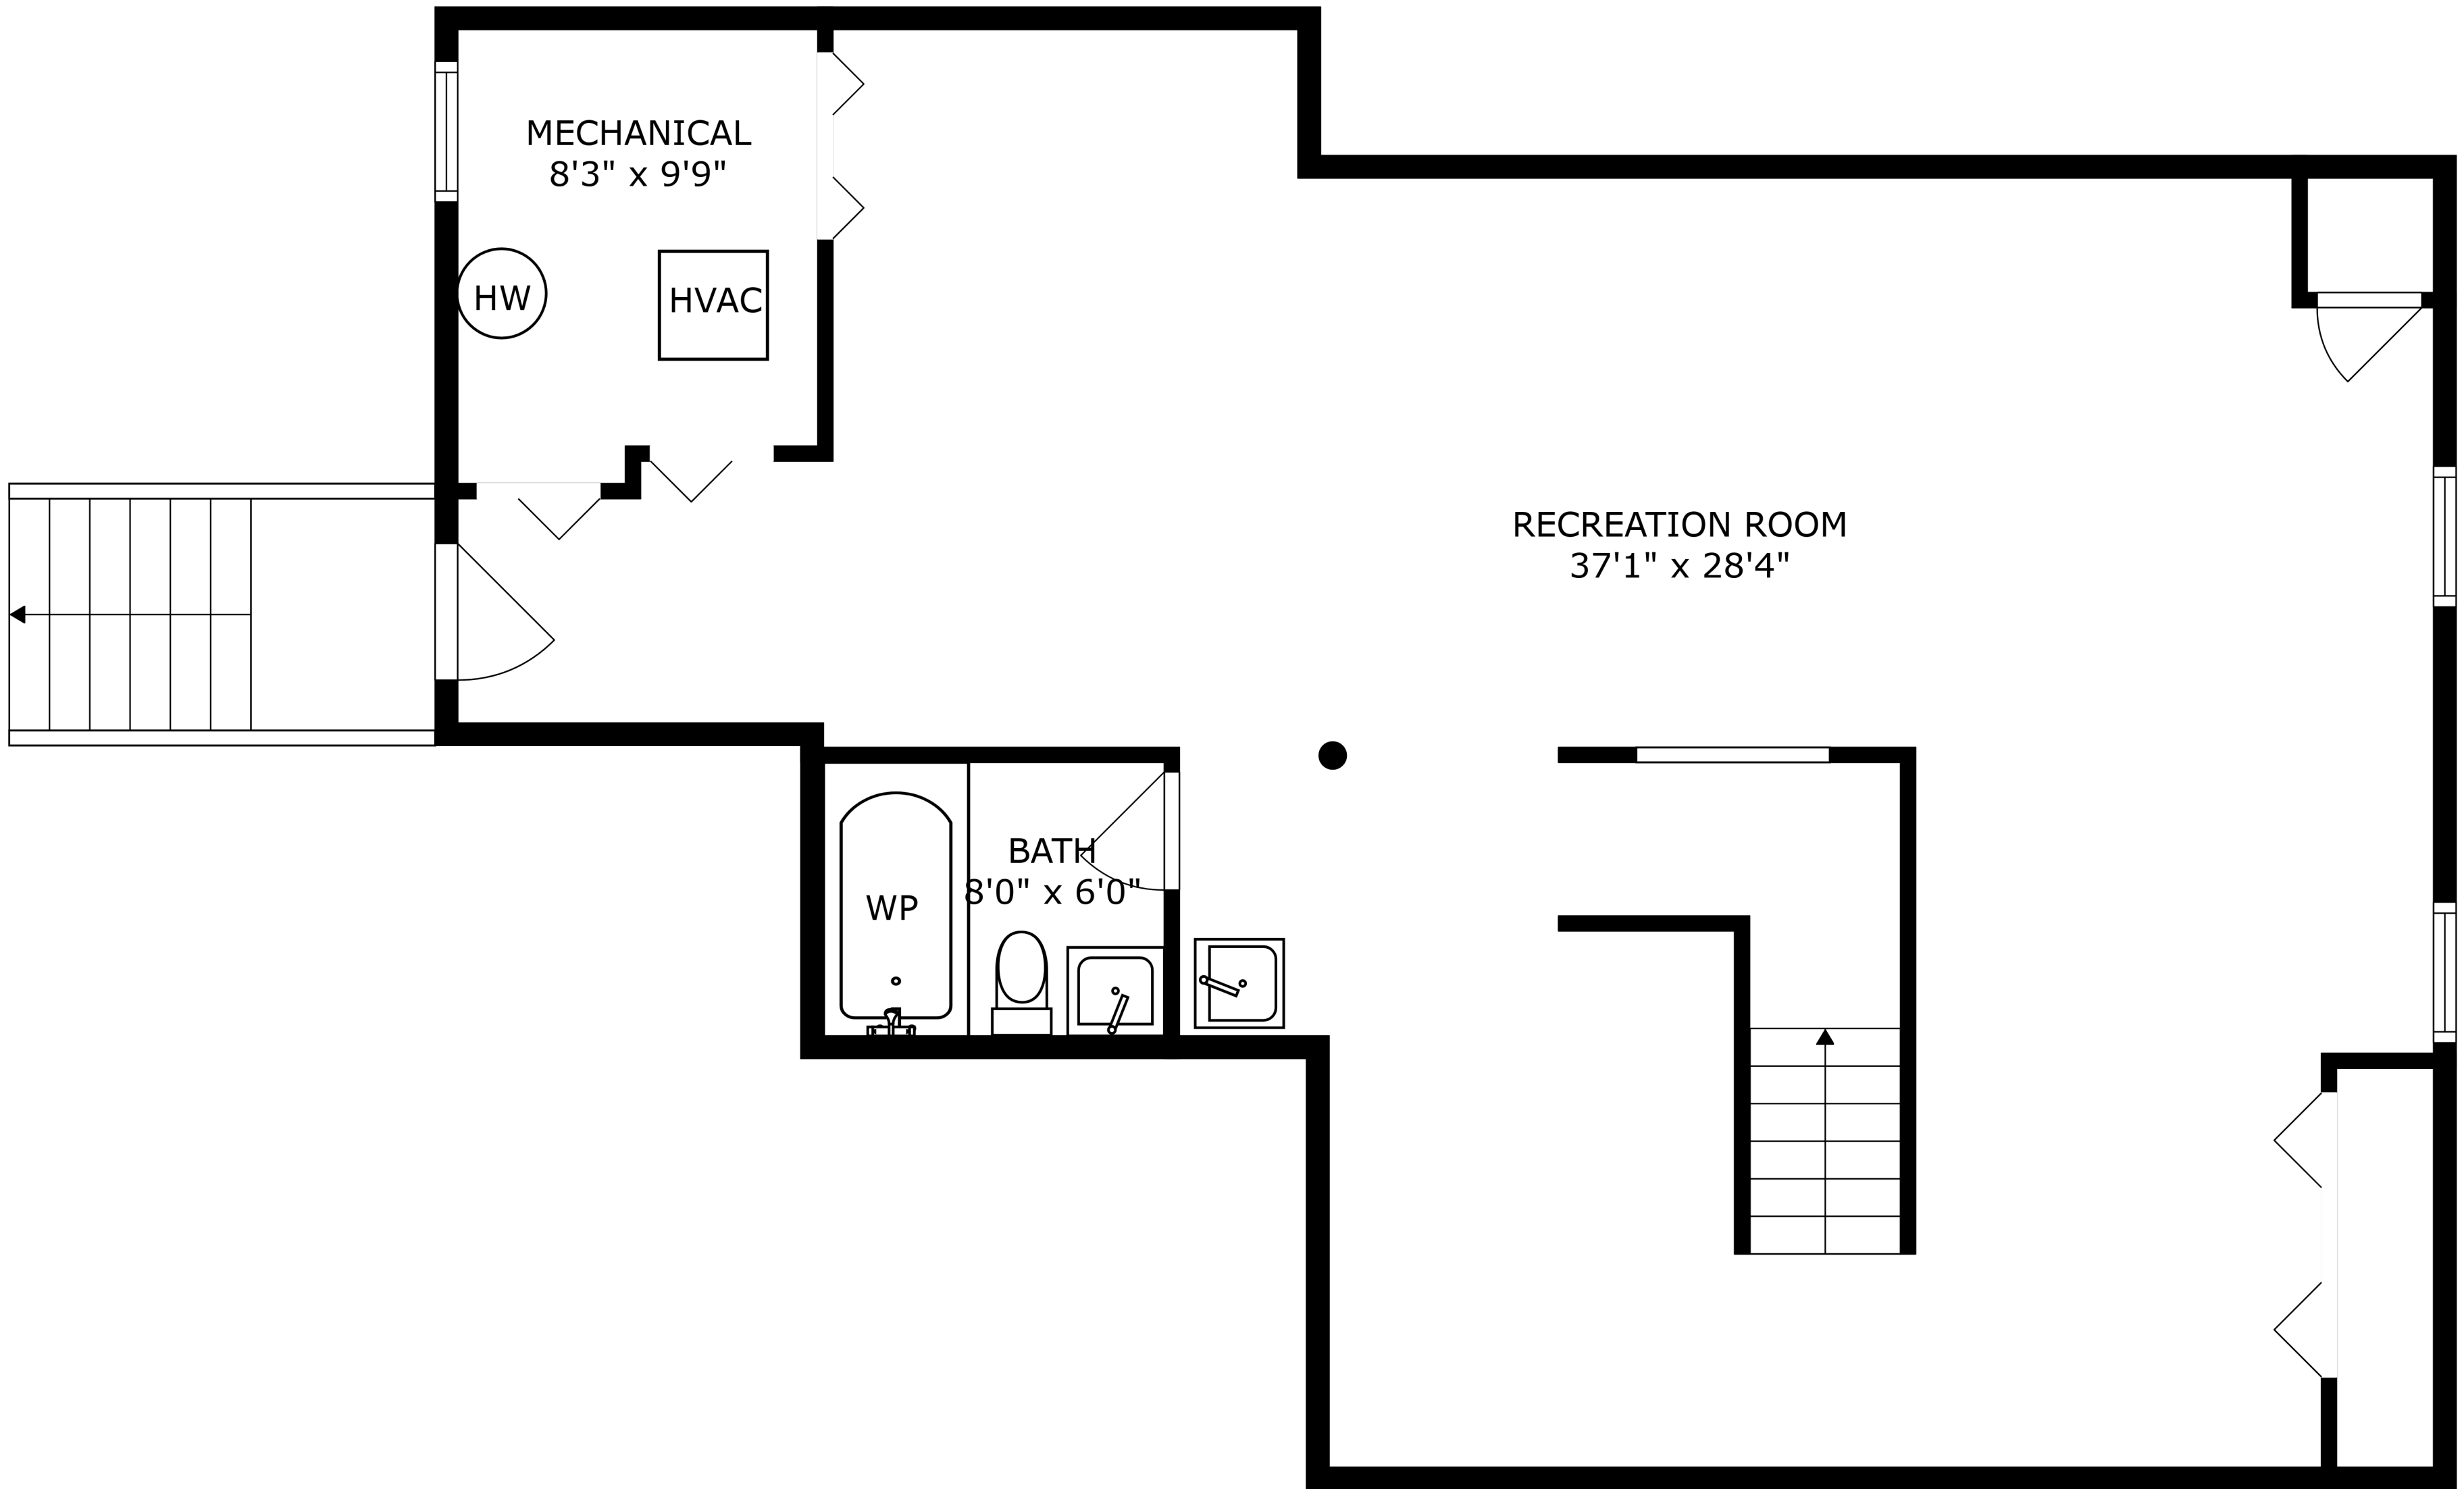 MECHANICAL
8'3" x 9'9"
HW
HVAC
RECREATION ROOM
37'1" x 28'4"
BATH
8'0" x 6'0"
WP